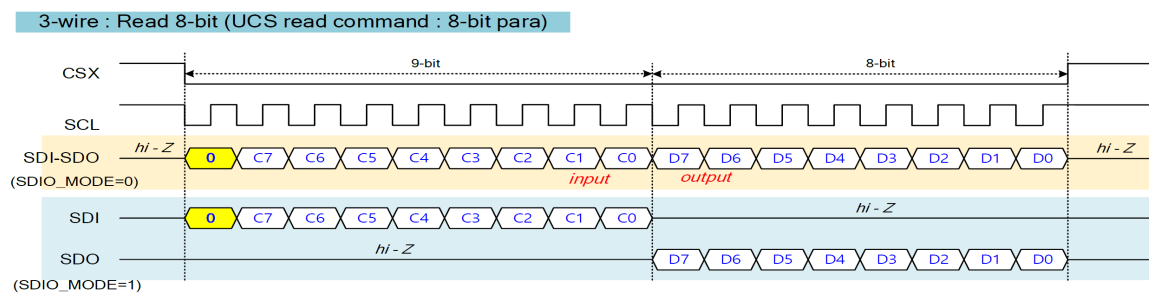 3-wire : Read 8-bit (UCS read command : 8-bit para)
9-bit 8-bit
CSX
SCL
hi - Z hi - Z
SDI-SDO 0 C7 C6 C5 C4 C3 C2 C1 C0 D7 D6 D5 D4 D3 D2 D1 D0
(SDIO_MODE=0) input output
hi - Z
SDI 0 C7 C6 C5 C4 C3 C2 C1 C0
hi - Z
SDO D7 D6 D5 D4 D3 D2 D1 D0
(SDIO_MODE=1)